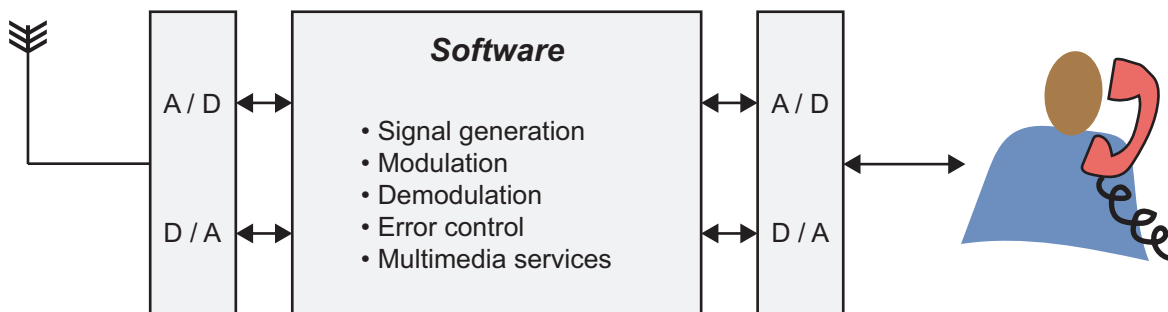 Software
A / D
A / D
• Signal generation
• Modulation
• Demodulation
• Error control
• Multimedia services
D / A
D / A